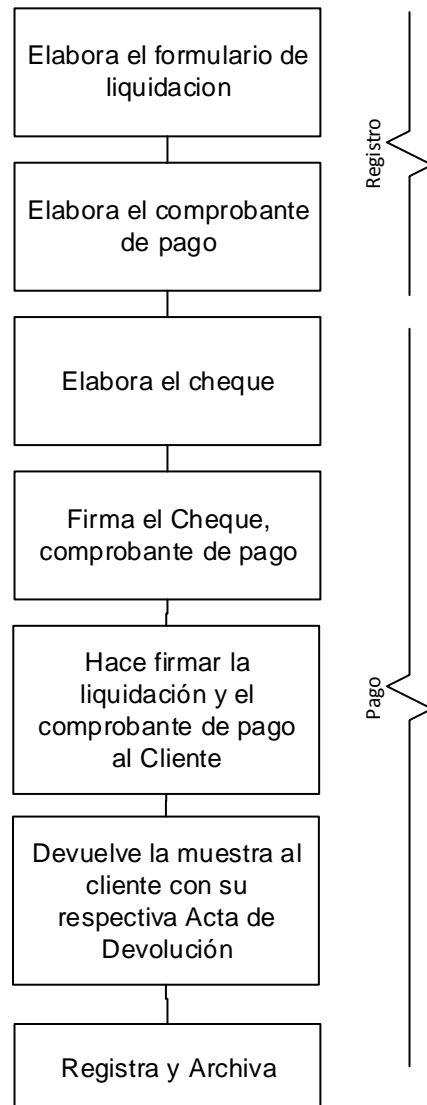 Elabora el formulario de
liquidacion
Registro
Elabora el comprobante
de pago
Elabora el cheque
Firma el Cheque,
comprobante de pago
Hace firmar la
liquidación y el
comprobante de pago
al Cliente
Pago
Devuelve la muestra al
cliente con su
respectiva Acta de
Devolución
Registra y Archiva